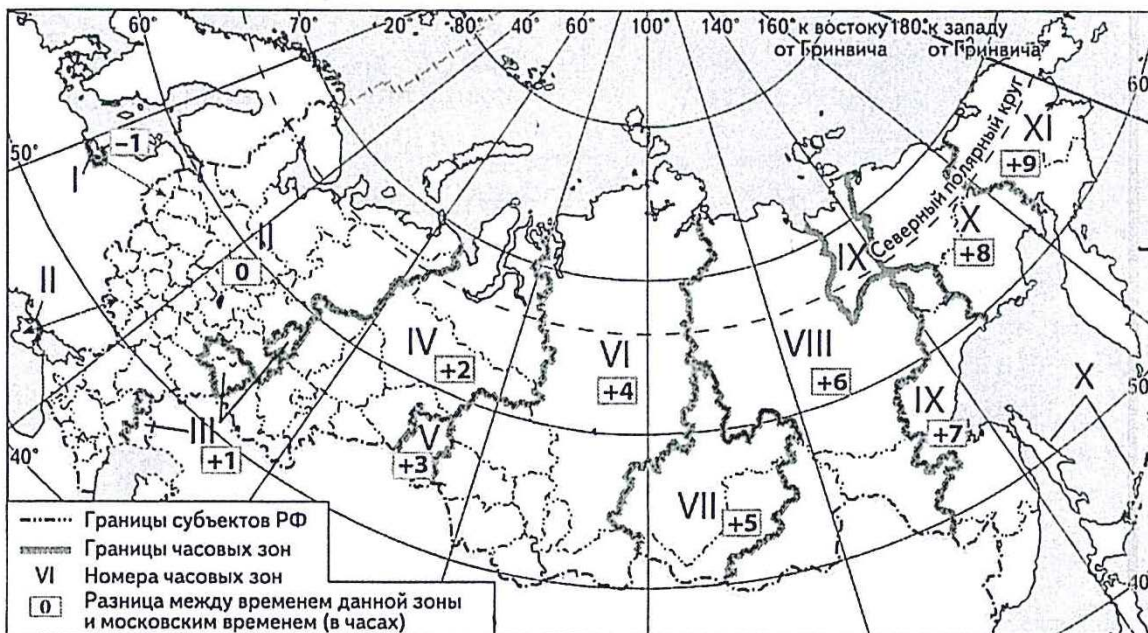 60°
70°
20°
80°
40°
60°
80°
100°
120°
140°
160° к востоку
от Гринвича
180° к западу
от Гринвича
60°
50°
50°
40°
40°
Северный полярный круг
I
-1
II
0
II
III
+1
IV
+2
V
+3
VI
+4
VII
+5
VIII
+6
IX
IX
+7
X
+8
X
XI
+9
Границы субъектов РФ
Границы часовых зон
VI Номера часовых зон
0 Разница между временем данной зоны
и московским временем (в часах)